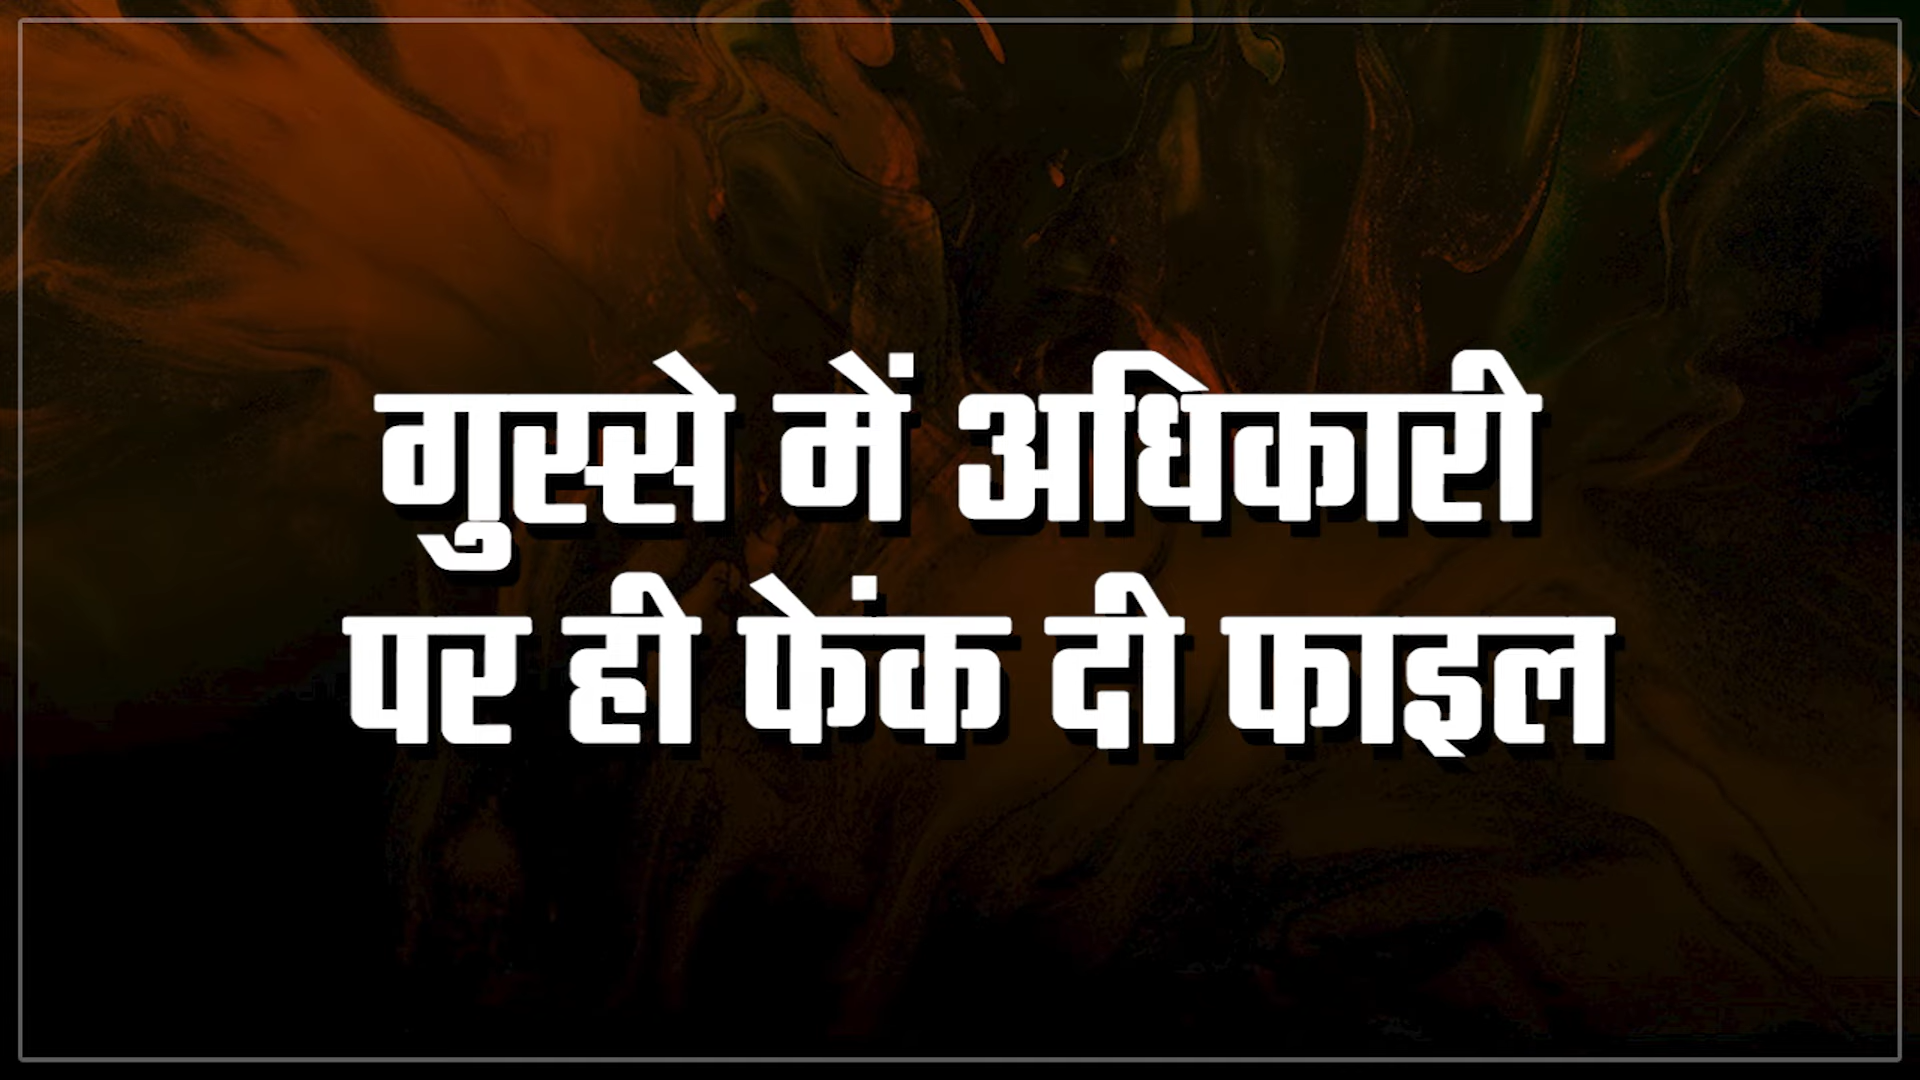 गुस्से में अधिकारी
पर ही फेंक दी फाइल